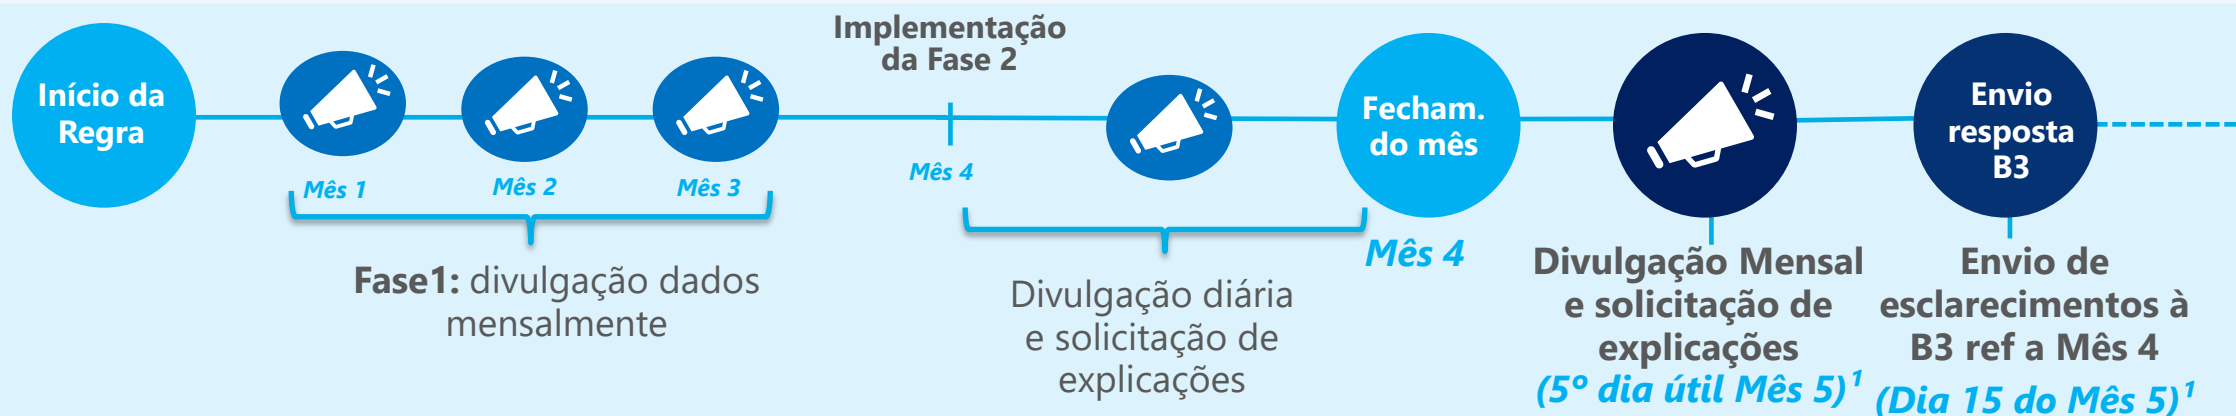 Início da
Regra
Mês 1
Mês 2
Mês 3
Fase1: divulgação dados
mensalmente
Implementação
da Fase 2
Mês 4
Divulgação diária
e solicitação de
explicações
Fecham.
do mês
Mês 4
Divulgação Mensal
e solicitação de
explicações
(5º dia útil Mês 5)¹
Envio
resposta
B3
Envio de
esclarecimentos à
B3 ref a Mês 4
(Dia 15 do Mês 5)¹